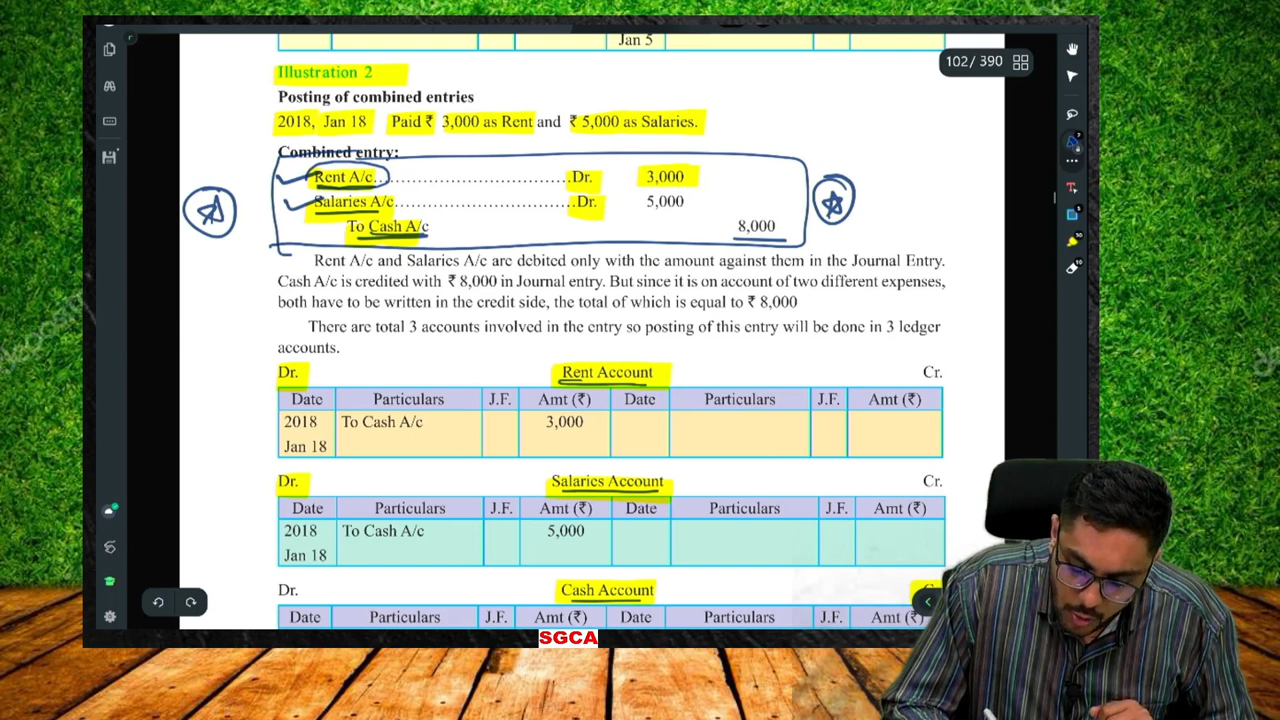 Jan 5
102/ 390
Illustration 2
Posting of combined entries
2018, Jan 18 Paid ₹ 3,000 as Rent and ₹ 5,000 as Salaries.
Combined entry:
Rent A/c.......................................Dr. 3,000
Salaries A/c....................................Dr. 5,000
To Cash A/c 8,000
Rent A/c and Salaries A/c are debited only with the amount against them in the Journal Entry.
Cash A/c is credited with ₹ 8,000 in Journal entry. But since it is on account of two different expenses,
both have to be written in the credit side, the total of which is equal to ₹ 8,000
There are total 3 accounts involved in the entry so posting of this entry will be done in 3 ledger
accounts.
Dr. Rent Account Cr.
Date Particulars J.F. Amt (₹) Date Particulars J.F. Amt (₹)
2018 To Cash A/c 3,000
Jan 18
Dr. Salaries Account Cr.
Date Particulars J.F. Amt (₹) Date Particulars J.F. Amt (₹)
2018 To Cash A/c 5,000
Jan 18
Dr. Cash Account
Date Particulars J.F. Amt (₹) Date Particulars J.F. Amt (₹)
SGCA